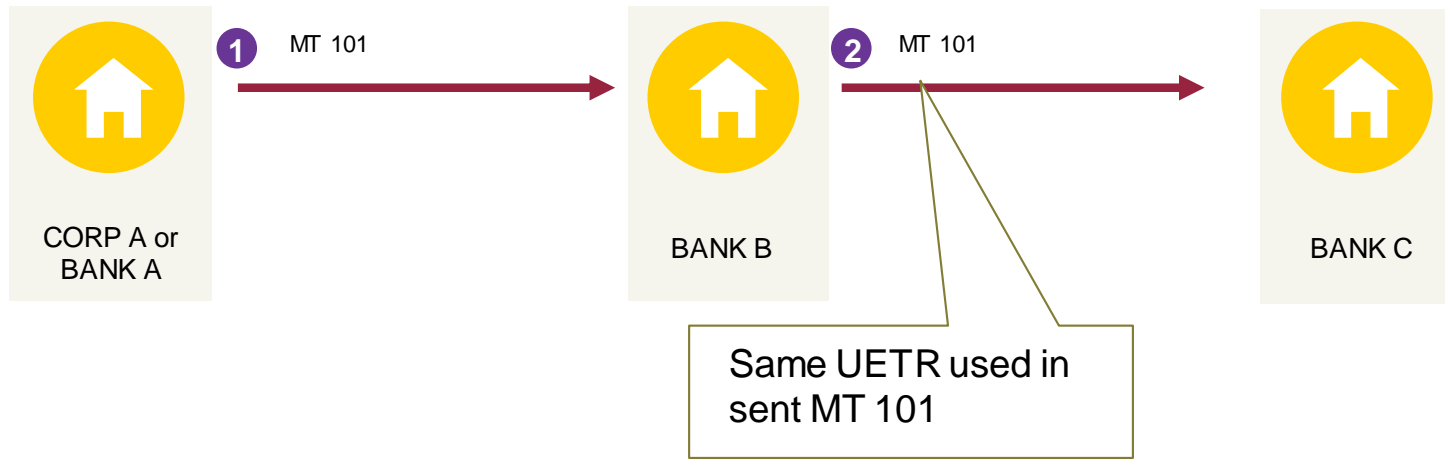 1 MT 101
2 MT 101
CORP A or
BANK A
BANK B
BANK C
Same UETR used in
sent MT 101